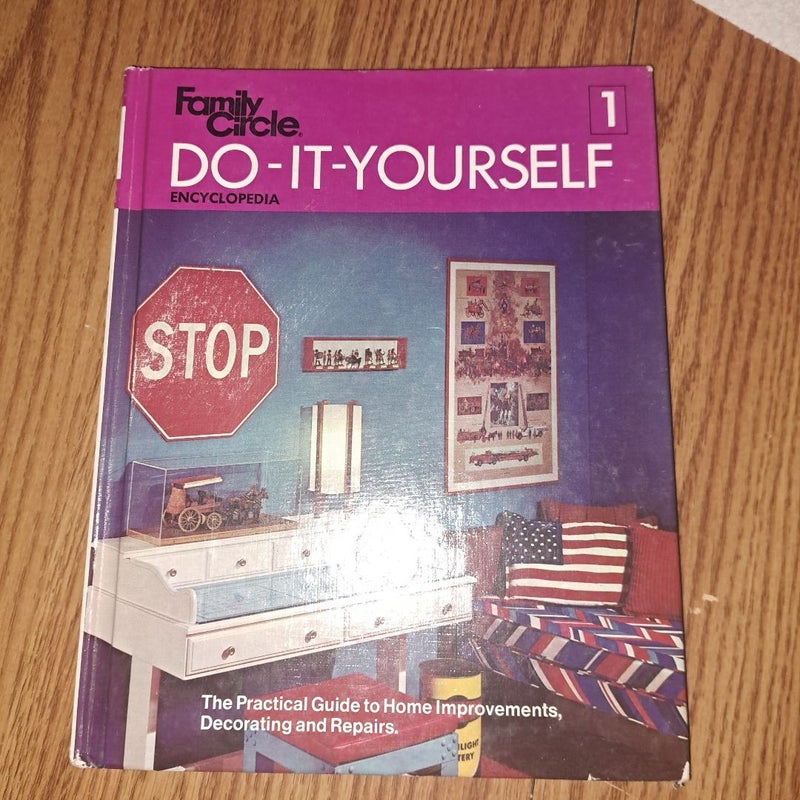 Family
Circle®
1
DO-IT-YOURSELF
ENCYCLOPEDIA
STOP
The Practical Guide to Home Improvements,
Decorating and Repairs.